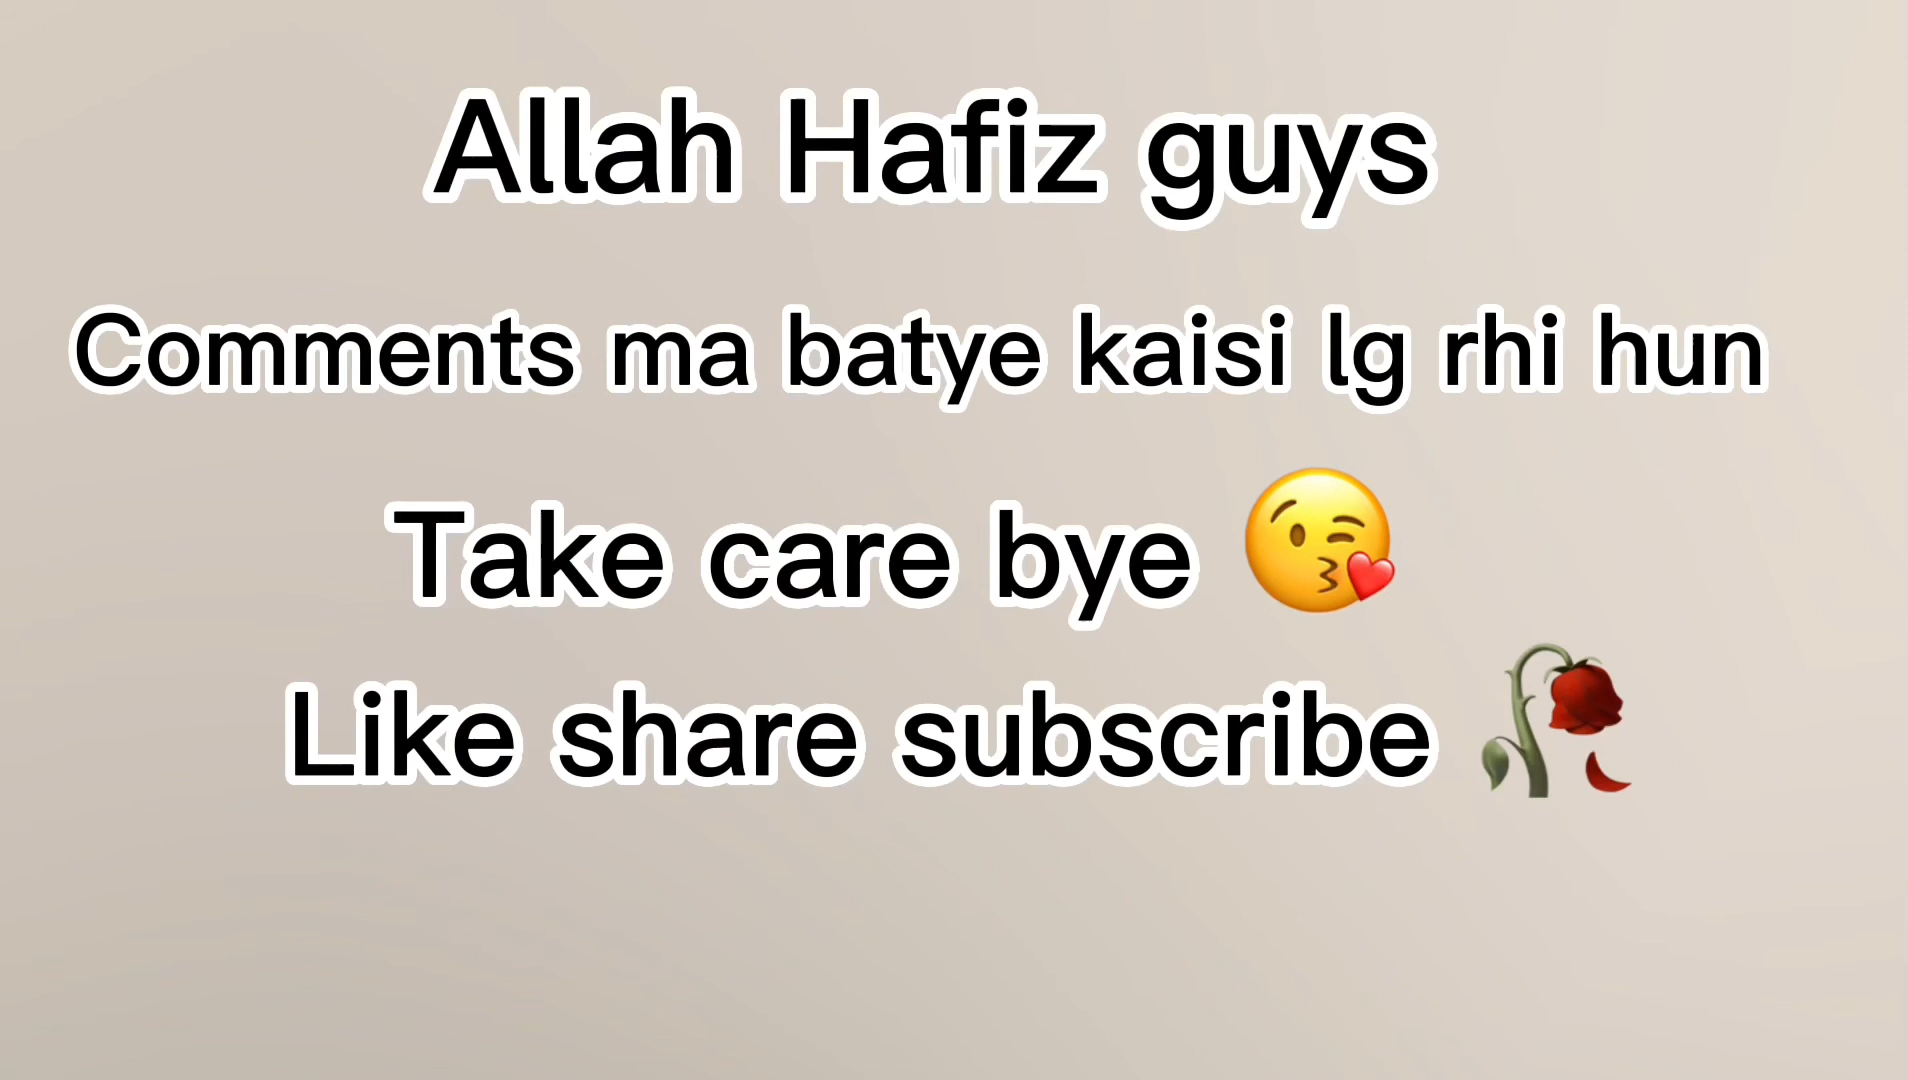 Allah Hafiz guys
Comments ma batye kaisi lg rhi hun
Take care bye 😘
Like share subscribe 🥀